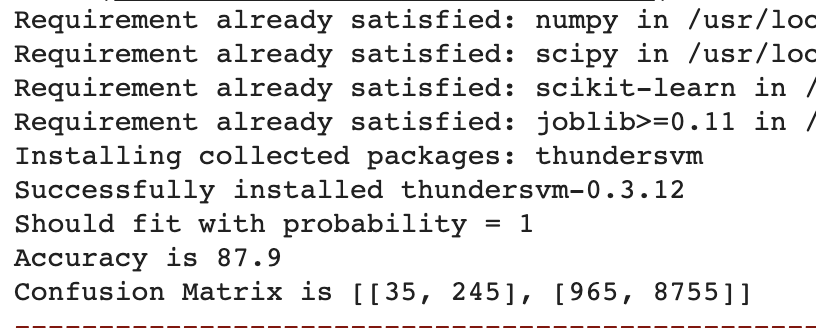 Requirement already satisfied: numpy in /usr/loc
Requirement already satisfied: scipy in /usr/loc
Requirement already satisfied: scikit-learn in /
Requirement already satisfied: joblib>=0.11 in /
Installing collected packages: thundersvm
Successfully installed thundersvm-0.3.12
Should fit with probability = 1
Accuracy is 87.9
Confusion Matrix is [[35, 245], [965, 8755]]
-------------------------------------------------